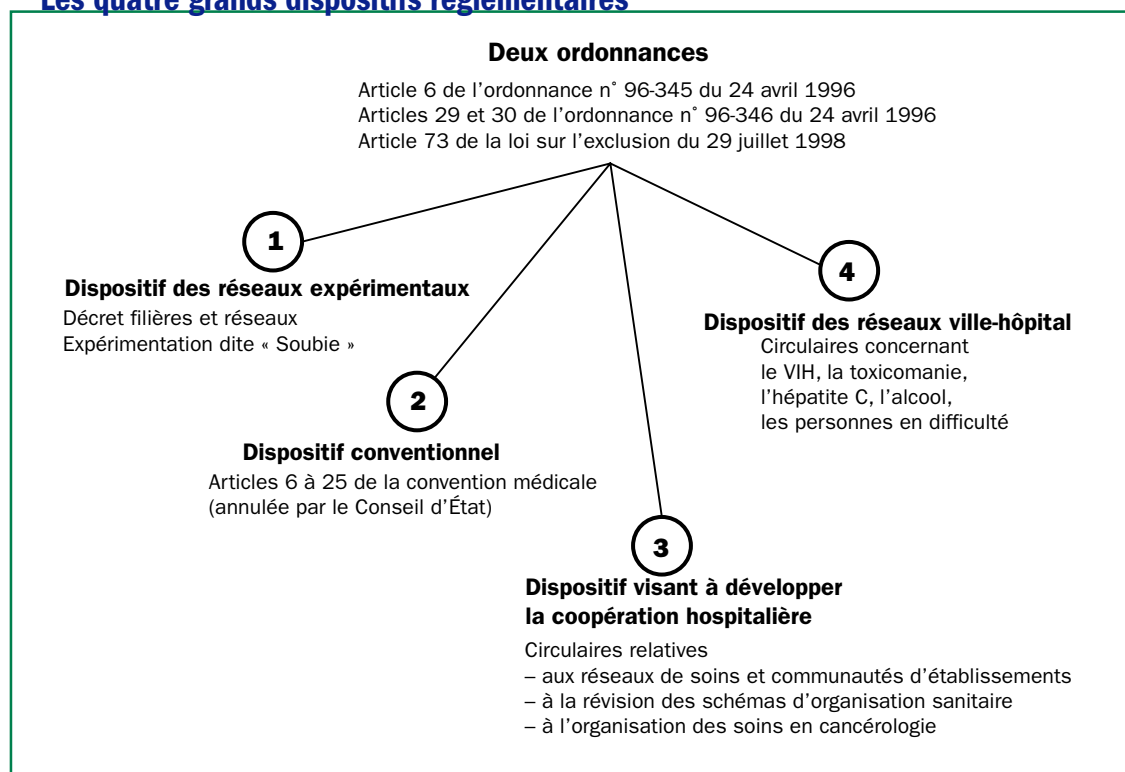 Les quatre grands dispositifs réglementaires
Deux ordonnances
Article 6 de l'ordonnance n° 96-345 du 24 avril 1996
Articles 29 et 30 de l'ordonnance n° 96-346 du 24 avril 1996
Article 73 de la loi sur l'exclusion du 29 juillet 1998
1
Dispositif des réseaux expérimentaux
Décret filières et réseaux
Expérimentation dite « Soubie »
2
Dispositif conventionnel
Articles 6 à 25 de la convention médicale
(annulée par le Conseil d'État)
3
Dispositif visant à développer
la coopération hospitalière
Circulaires relatives
– aux réseaux de soins et communautés d'établissements
– à la révision des schémas d'organisation sanitaire
– à l'organisation des soins en cancérologie
4
Dispositif des réseaux ville-hôpital
Circulaires concernant
le VIH, la toxicomanie,
l'hépatite C, l'alcool,
les personnes en difficulté